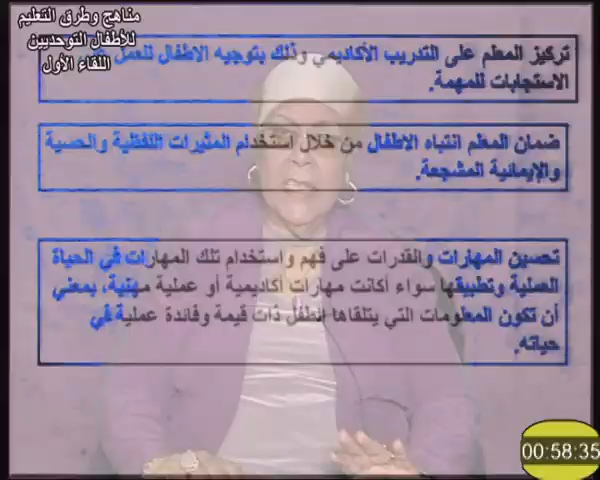 مناهج وطرق التعليم
للأطفال التوحديين
اللقاء الأول
تركيز المعلم على التدريب الأكاديمي وذلك بتوجيه الاطفال للعمل
الاستجابات للمهمة.
ضمان المعلم انتباه الاطفال من خلال استخدام المثيرات اللفظية والحسية
والإيمائية المشجعة.
تحسين المهارات والقدرات على فهم واستخدام تلك المهارات في الحياة
العملية وتطبيقها سواء أكانت مهارات أكاديمية أو عملية مهنية، بمعني
أن تكون المعلومات التي يتلقاها الطفل ذات قيمة وفائدة عملية في
حياته.
00:58:35